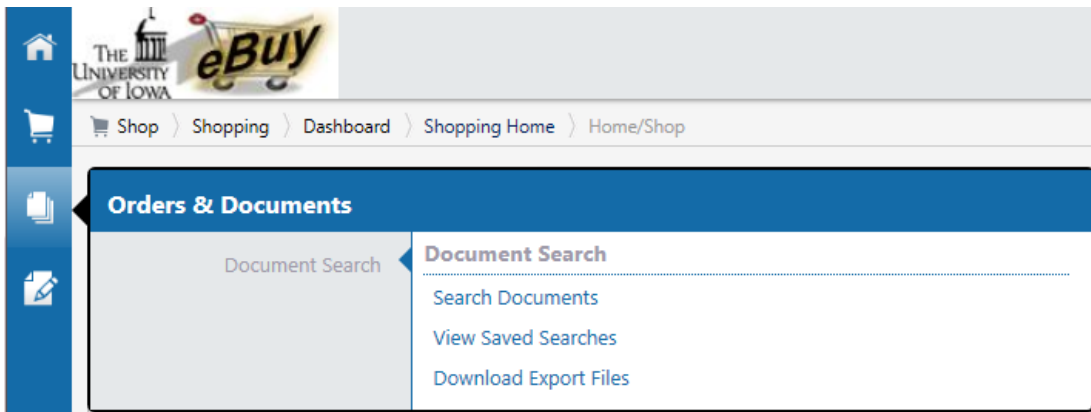 THE
UNIVERSITY
OF IOWA
eBuy
Shop Shopping Dashboard Shopping Home Home/Shop
Orders & Documents
Document Search
Document Search
Search Documents
View Saved Searches
Download Export Files